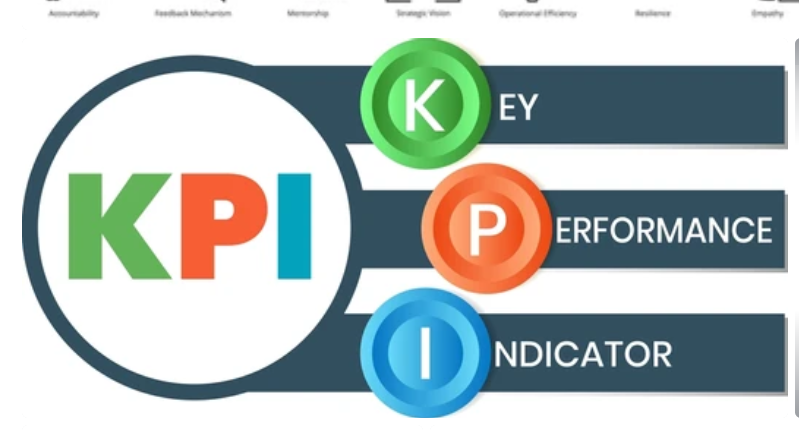 Accountability
Feedback Mechanism
Mentorship
Strategic Vision
Operational Efficiency
Resilience
Empathy
KPI
KEY
PERFORMANCE
INDICATOR